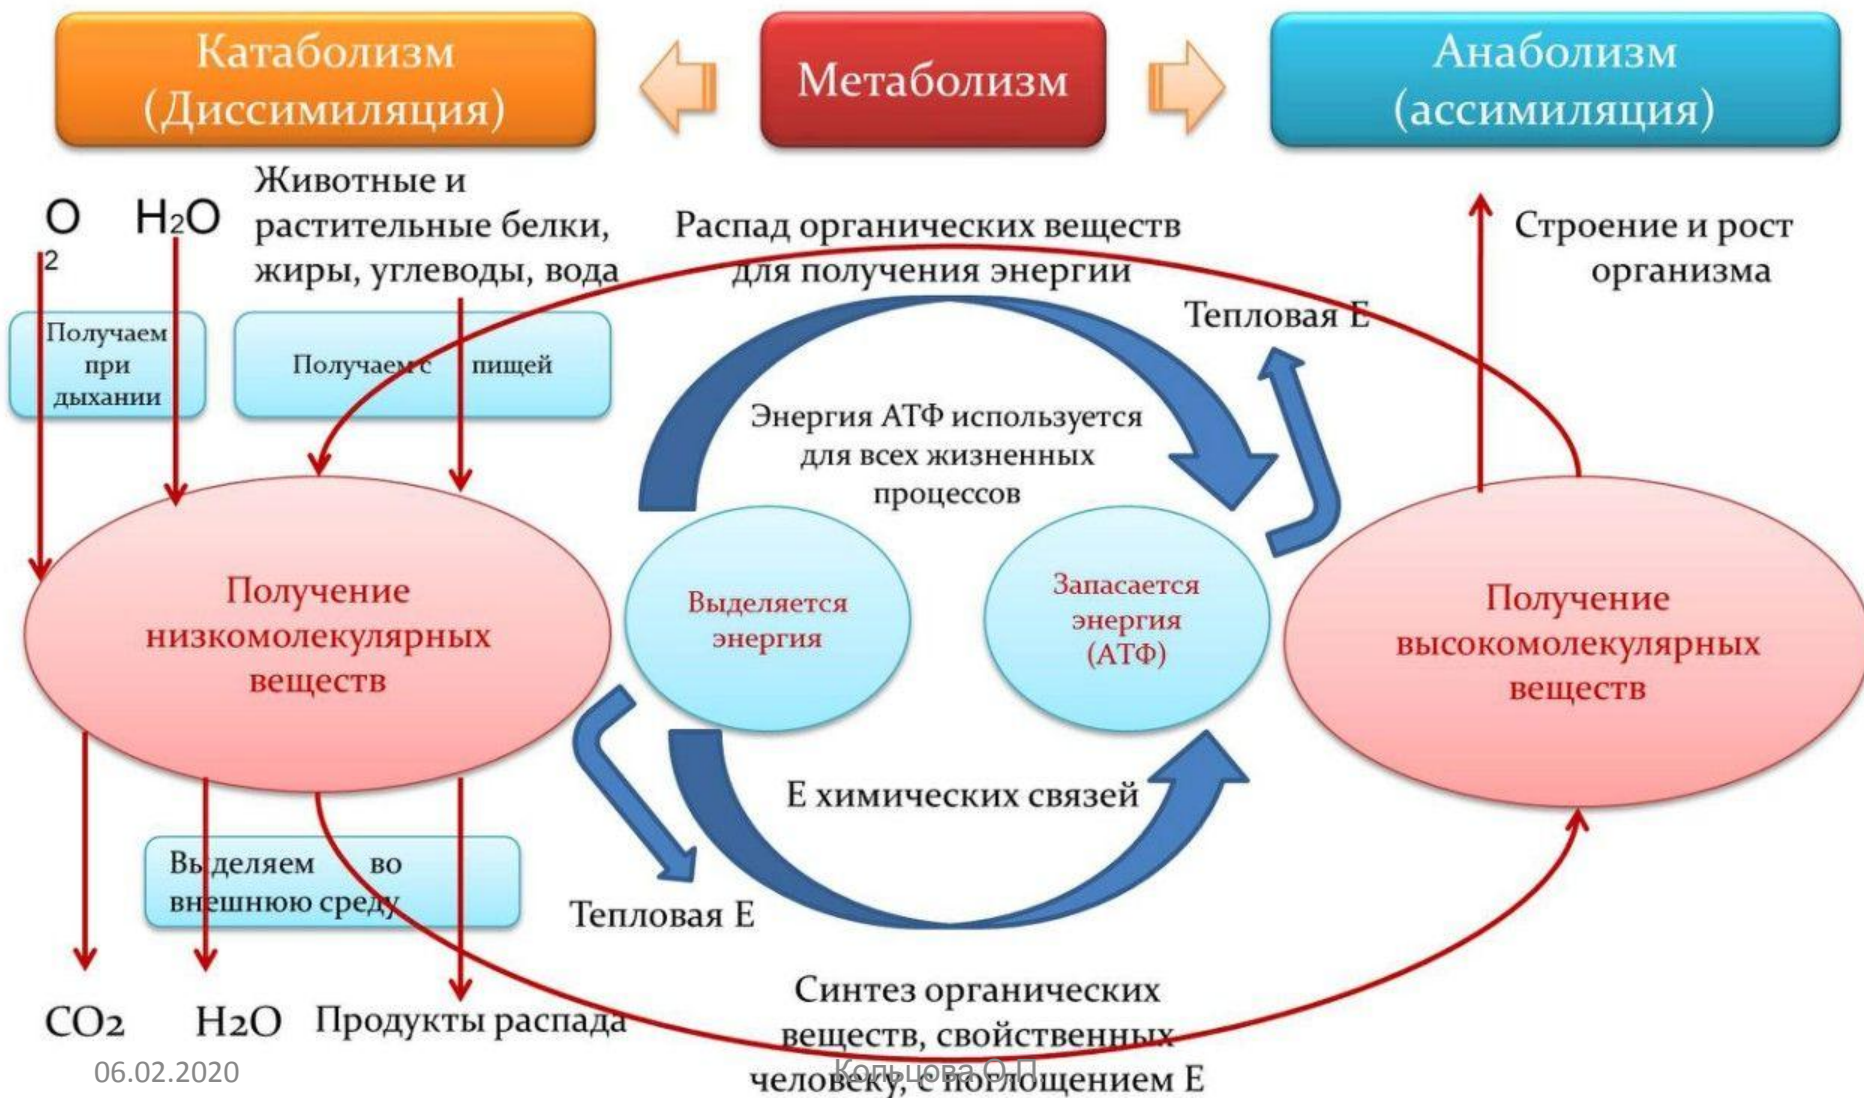 Катаболизм
(Диссимиляция)
Метаболизм
Анаболизм
(ассимиляция)
O
2
H2O
Животные и
растительные белки,
жиры, углеводы, вода
Распад органических веществ
для получения энергии
Строение и рост
организма
Получаем
при
дыхании
Получаем с пищей
Тепловая Е
Энергия АТФ используется
для всех жизненных
процессов
Получение
низкомолекулярных
веществ
Выделяется
энергия
Запасается
энергия
(АТФ)
Получение
высокомолекулярных
веществ
Е химических связей
Выделяем во
внешнюю среду
Тепловая Е
CO2
H2O
Продукты распада
Синтез органических
веществ, свойственных
человеку, с поглощением Е
06.02.2020
Кольцова О.П.